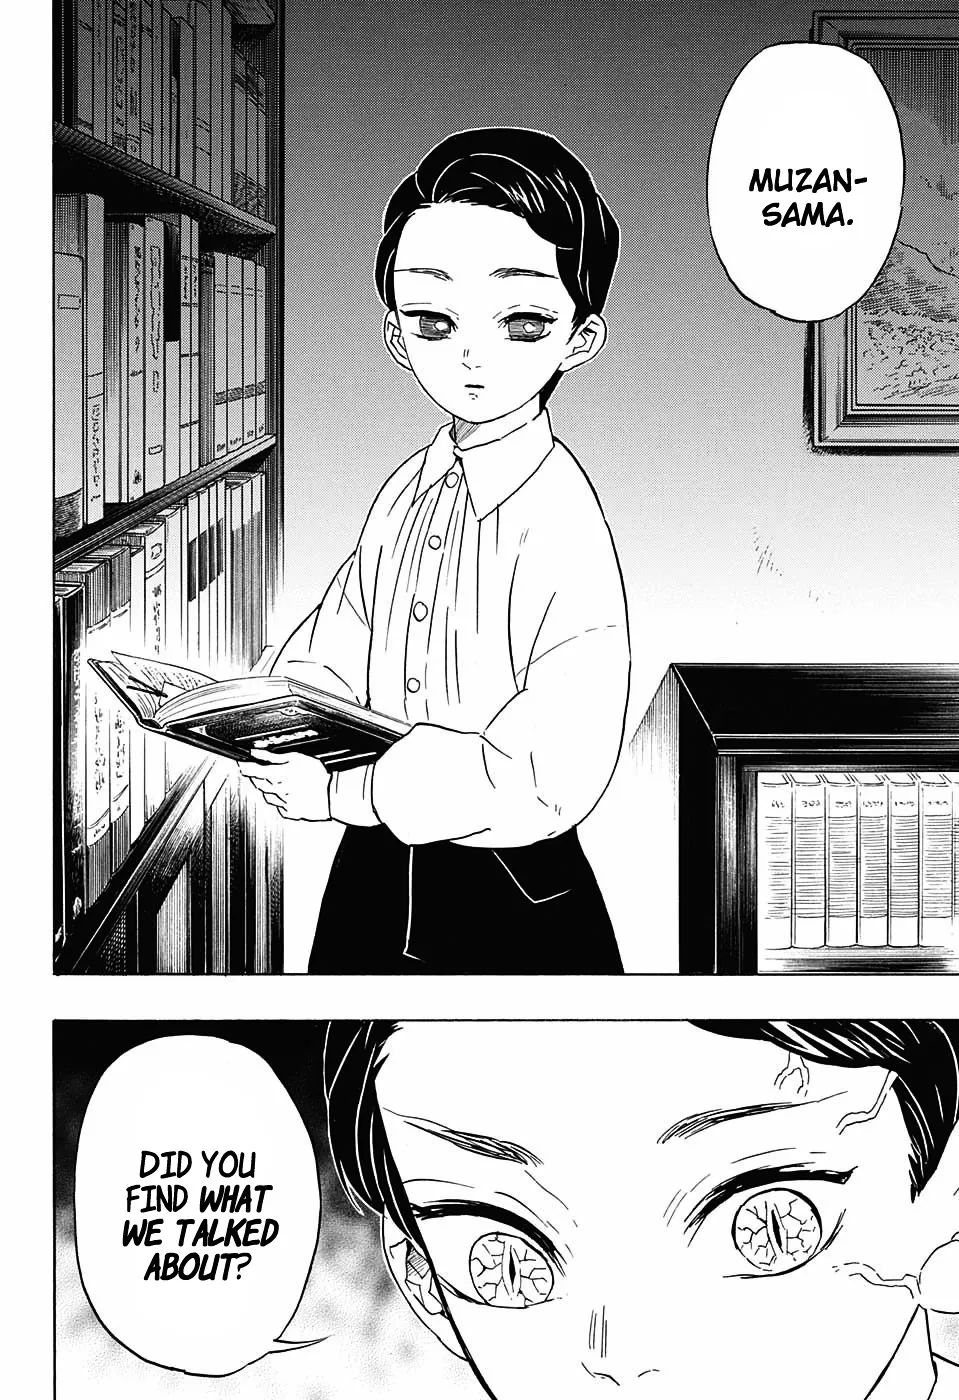 MUZAN-
SAMA.
DID YOU
FIND WHAT
WE TALKED
ABOUT?